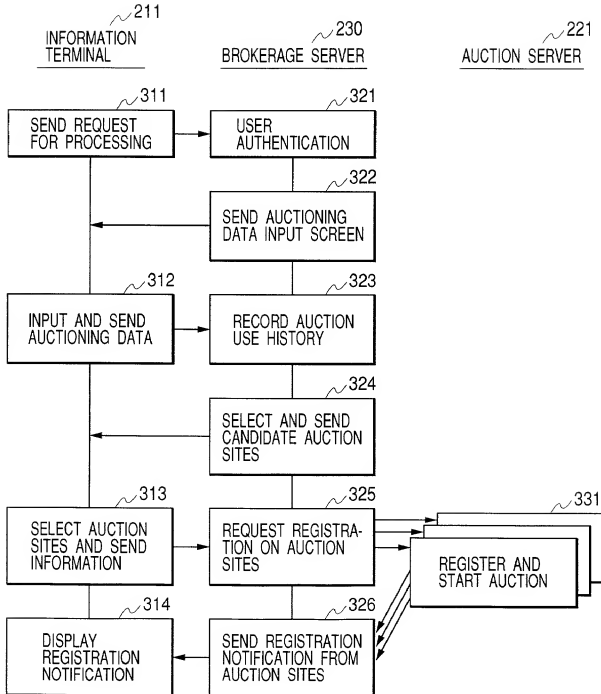 211
INFORMATION
TERMINAL
230
BROKERAGE SERVER
221
AUCTION SERVER
311
SEND REQUEST
FOR PROCESSING
321
USER
AUTHENTICATION
322
SEND AUCTIONING
DATA INPUT SCREEN
312
INPUT AND SEND
AUCTIONING DATA
323
RECORD AUCTION
USE HISTORY
324
SELECT AND SEND
CANDIDATE AUCTION
SITES
313
SELECT AUCTION
SITES AND SEND
INFORMATION
325
REQUEST REGISTRA-
TION ON AUCTION
SITES
331
REGISTER AND
START AUCTION
314
DISPLAY
REGISTRATION
NOTIFICATION
326
SEND REGISTRATION
NOTIFICATION FROM
AUCTION SITES